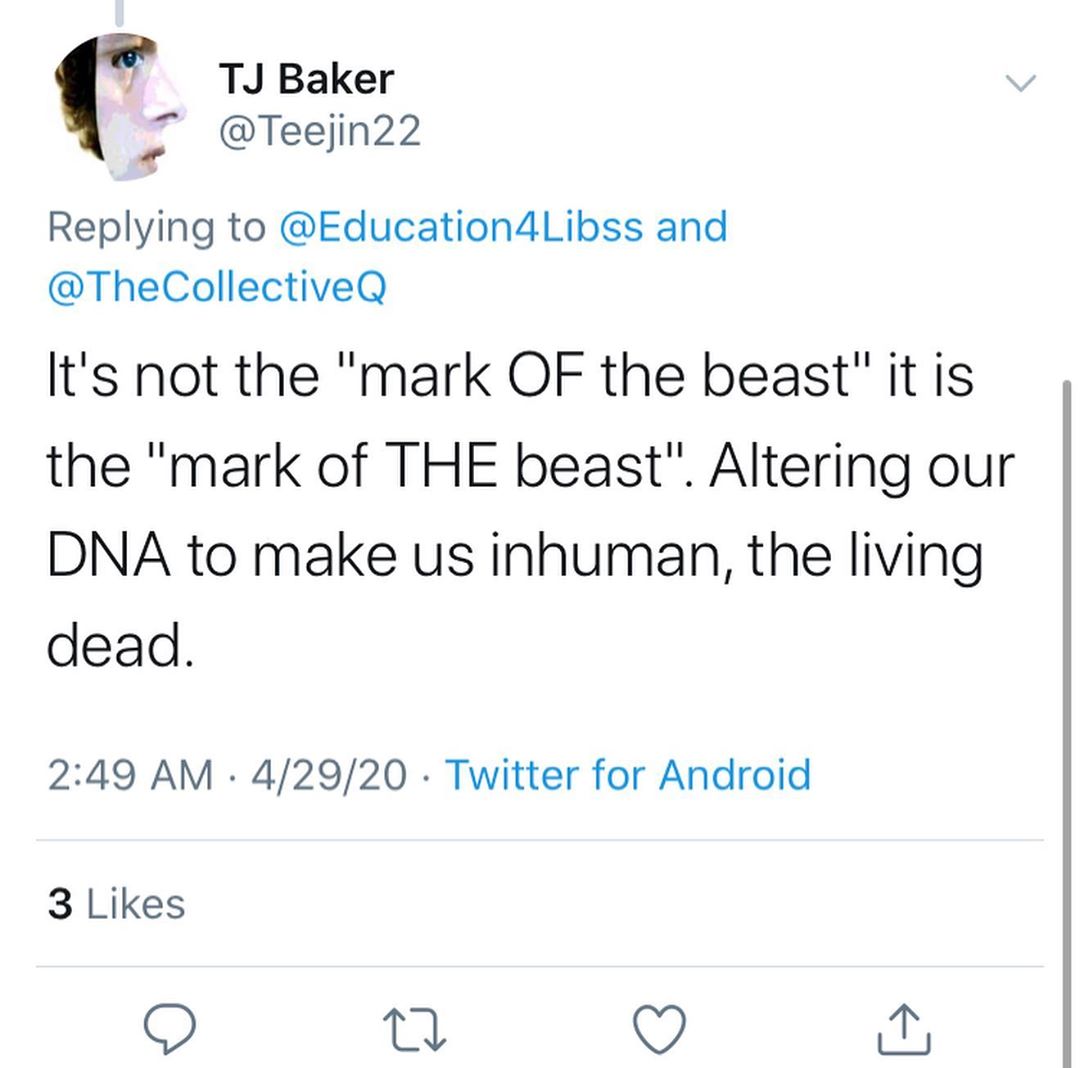 TJ Baker
@Teejin22
Replying to @Education4Libss and
@TheCollectiveQ
It's not the "mark OF the beast" it is
the "mark of THE beast". Altering our
DNA to make us inhuman, the living
dead.
2:49 AM · 4/29/20 · Twitter for Android
3 Likes